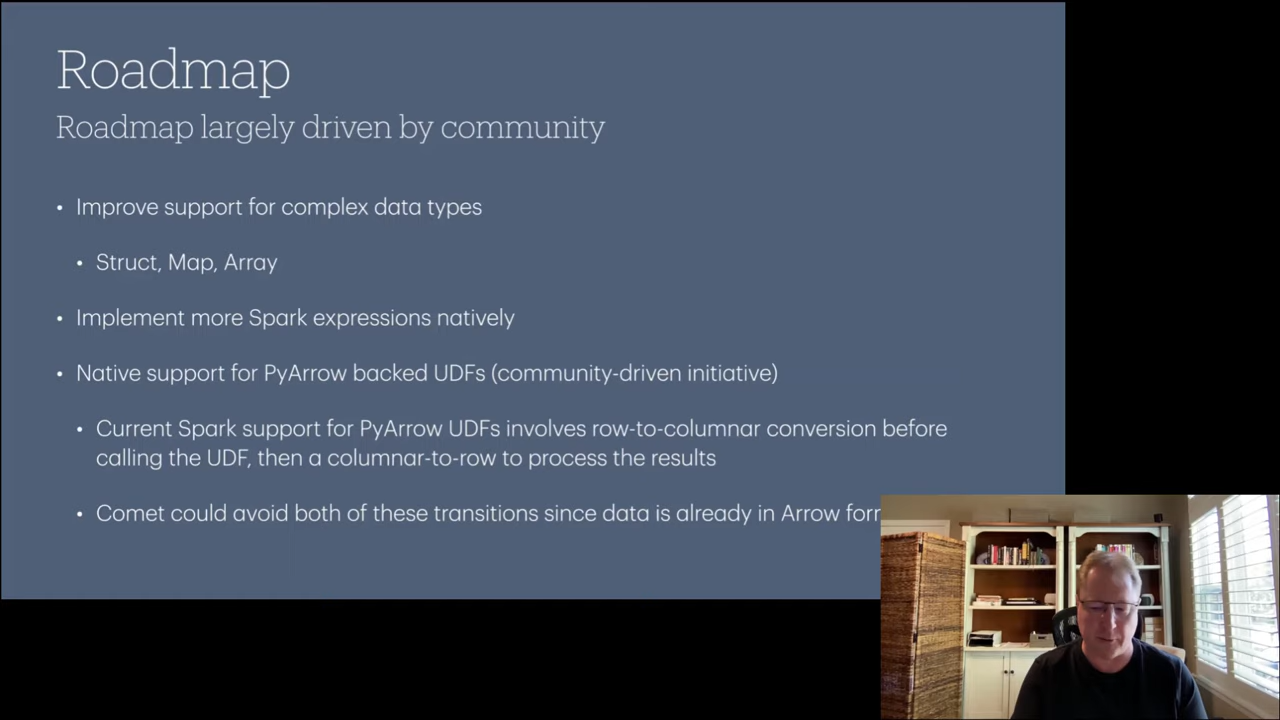 Roadmap
Roadmap largely driven by community
• Improve support for complex data types
• Struct, Map, Array
• Implement more Spark expressions natively
• Native support for PyArrow backed UDFs (community-driven initiative)
• Current Spark support for PyArrow UDFs involves row-to-columnar conversion before
calling the UDF, then a columnar-to-row to process the results
• Comet could avoid both of these transitions since data is already in Arrow